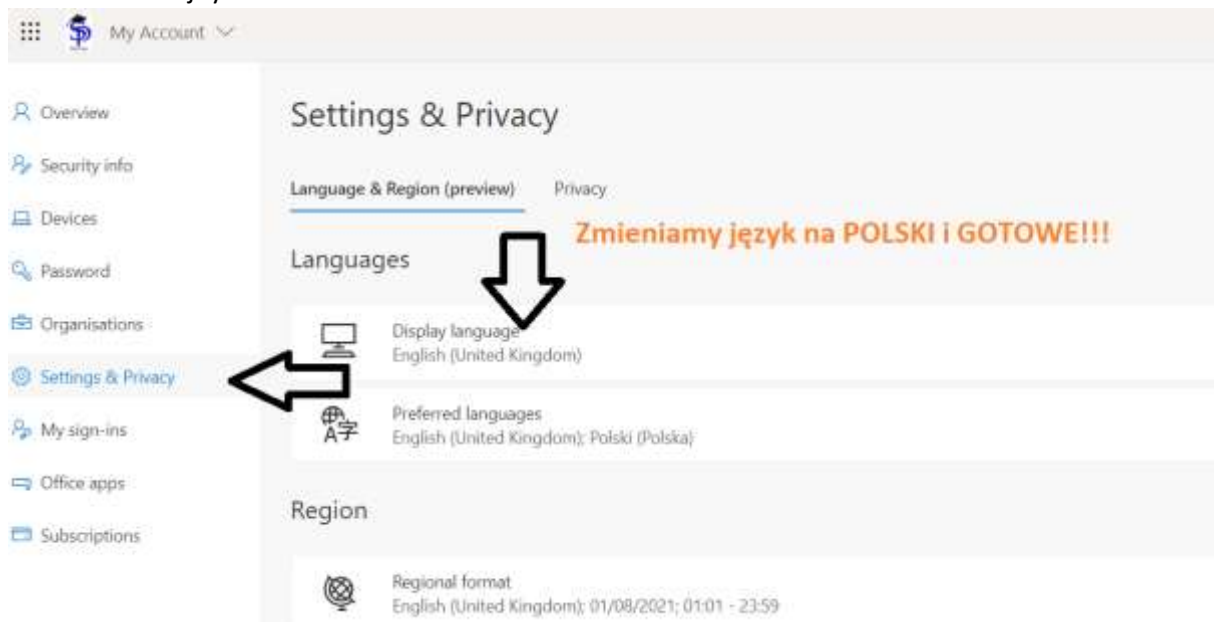 My Account
Overview
Security info
Devices
Password
Organisations
Settings & Privacy
My sign-ins
Office apps
Subscriptions
Settings & Privacy
Language & Region (preview) Privacy
Zmieniamy język na POLSKI i GOTOWE!!!
Languages
Display language
English (United Kingdom)
Preferred languages
English (United Kingdom); Polski (Polska)
Region
Regional format
English (United Kingdom); 01/08/2021; 01:01 - 23:59